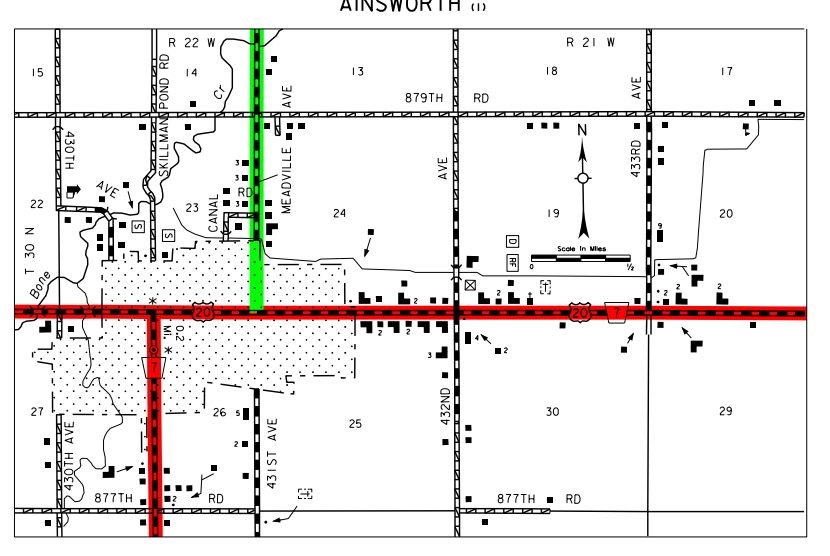 AINSWORTH (1)
R 22 W
R 21 W
15
14
13
18
17
SKILLMAN POND RD
Cr
MEADVILLE AVE
879TH RD
433RD AVE
430TH AVE
N
432ND AVE
3
3
3
RD
CANAL
22
23
24
19
20
S
S
D
RF
Scale in Miles
0
½
9
T 30 N
Bone
T
2
2
2
20
20
7
0.2 Mi
7
2
2
2
3
4
2
27
26
25
30
29
5
2
430TH AVE
431ST AVE
877TH RD
2
T
877TH RD